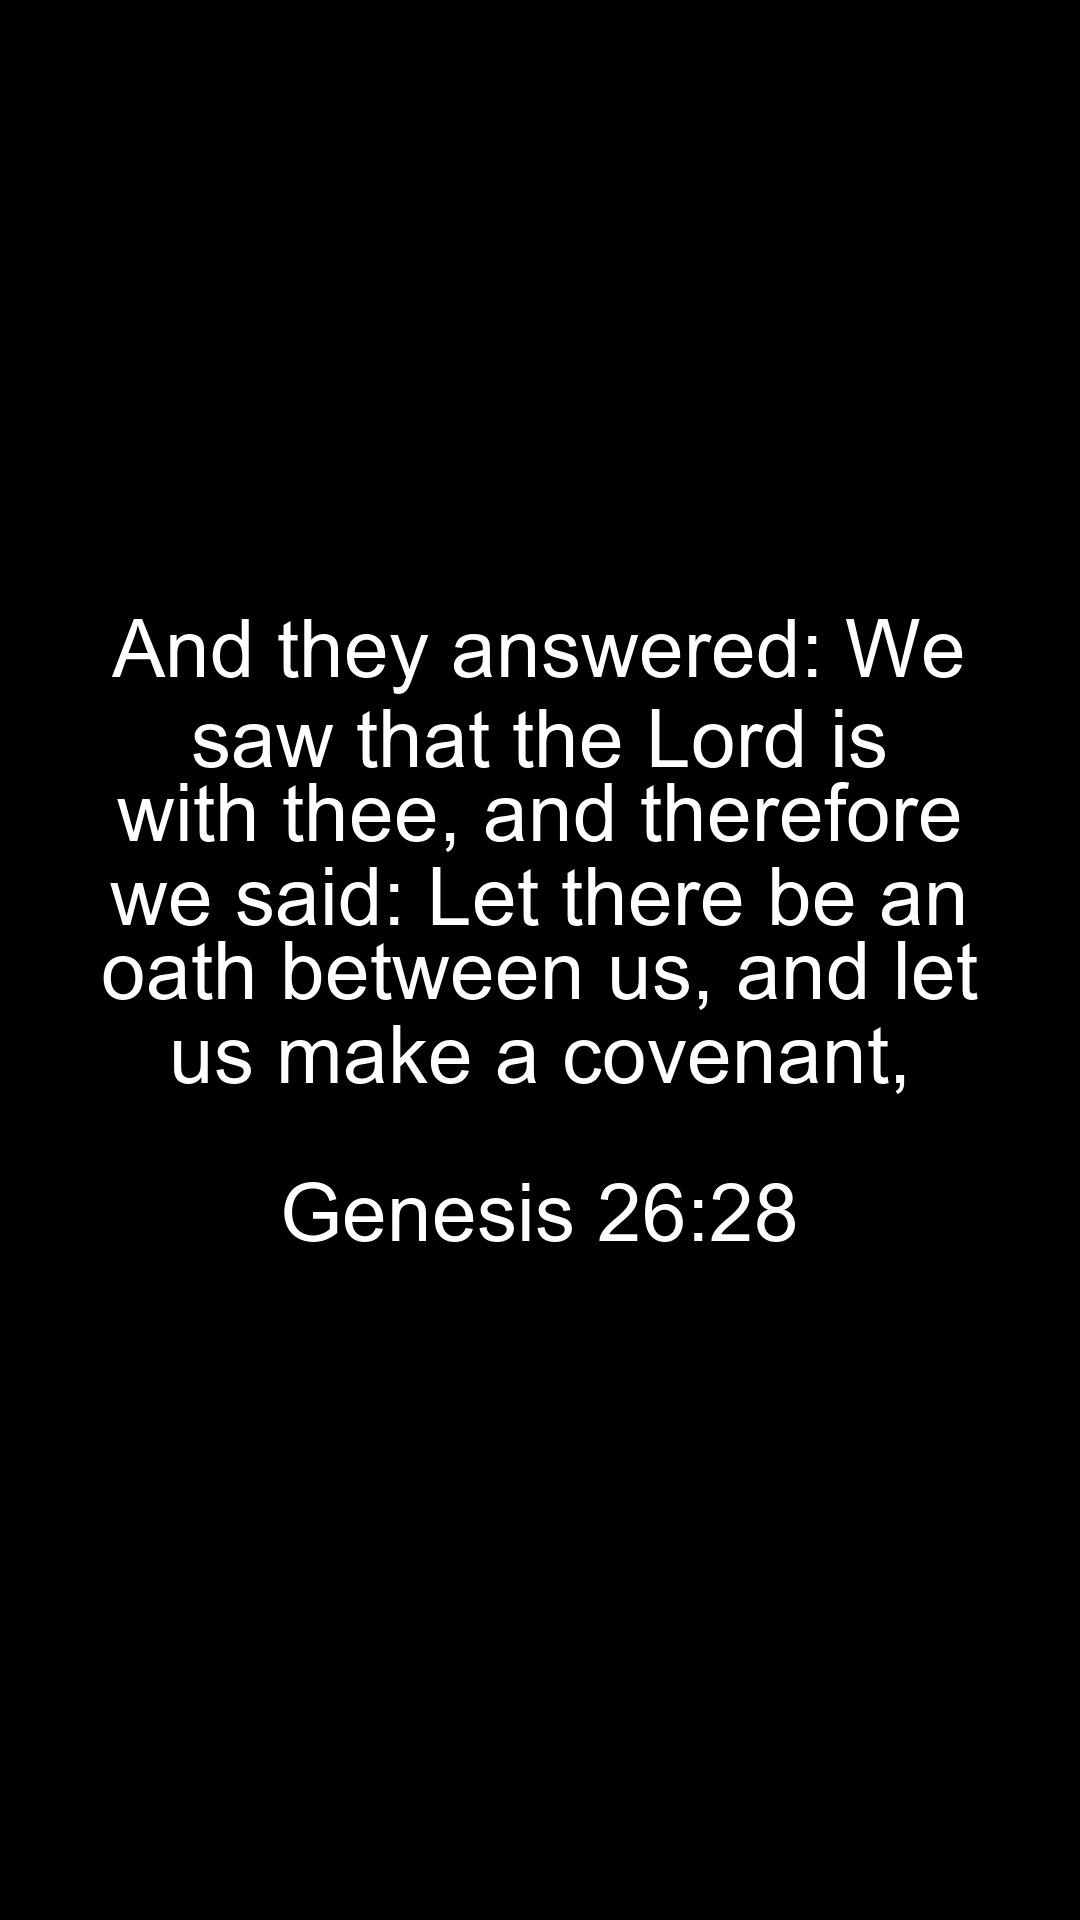 And they answered: We
saw that the Lord is
with thee, and therefore
we said: Let there be an
oath between us, and let
us make a covenant,
Genesis 26:28